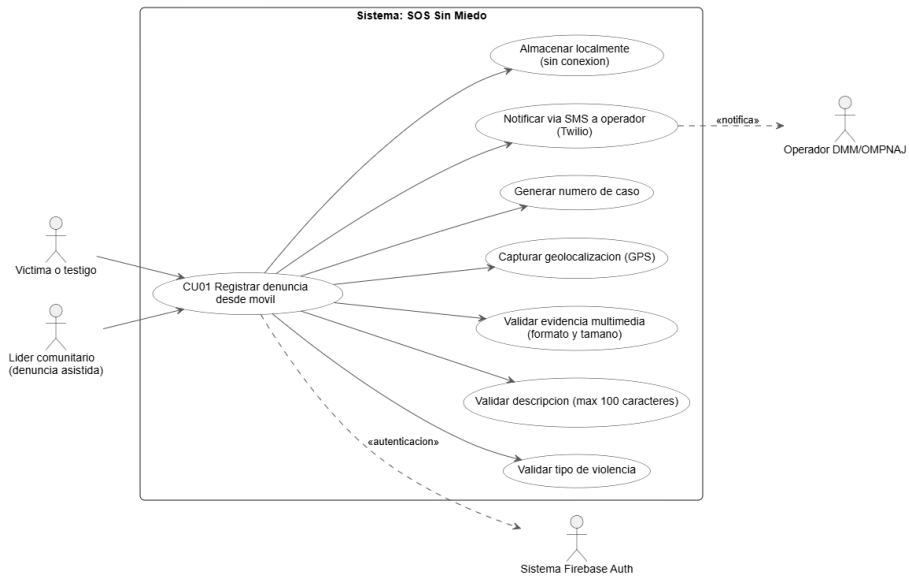 Sistema: SOS Sin Miedo
Almacenar localmente
(sin conexion)
Notificar via SMS a operador
(Twilio)
«notifica»
Operador DMM/OMPNAJ
Generar numero de caso
Victima o testigo
Capturar geolocalizacion (GPS)
CU01 Registrar denuncia
desde movil
Validar evidencia multimedia
(formato y tamano)
Lider comunitario
(denuncia asistida)
Validar descripcion (max 100 caracteres)
«autenticacion»
Validar tipo de violencia
Sistema Firebase Auth